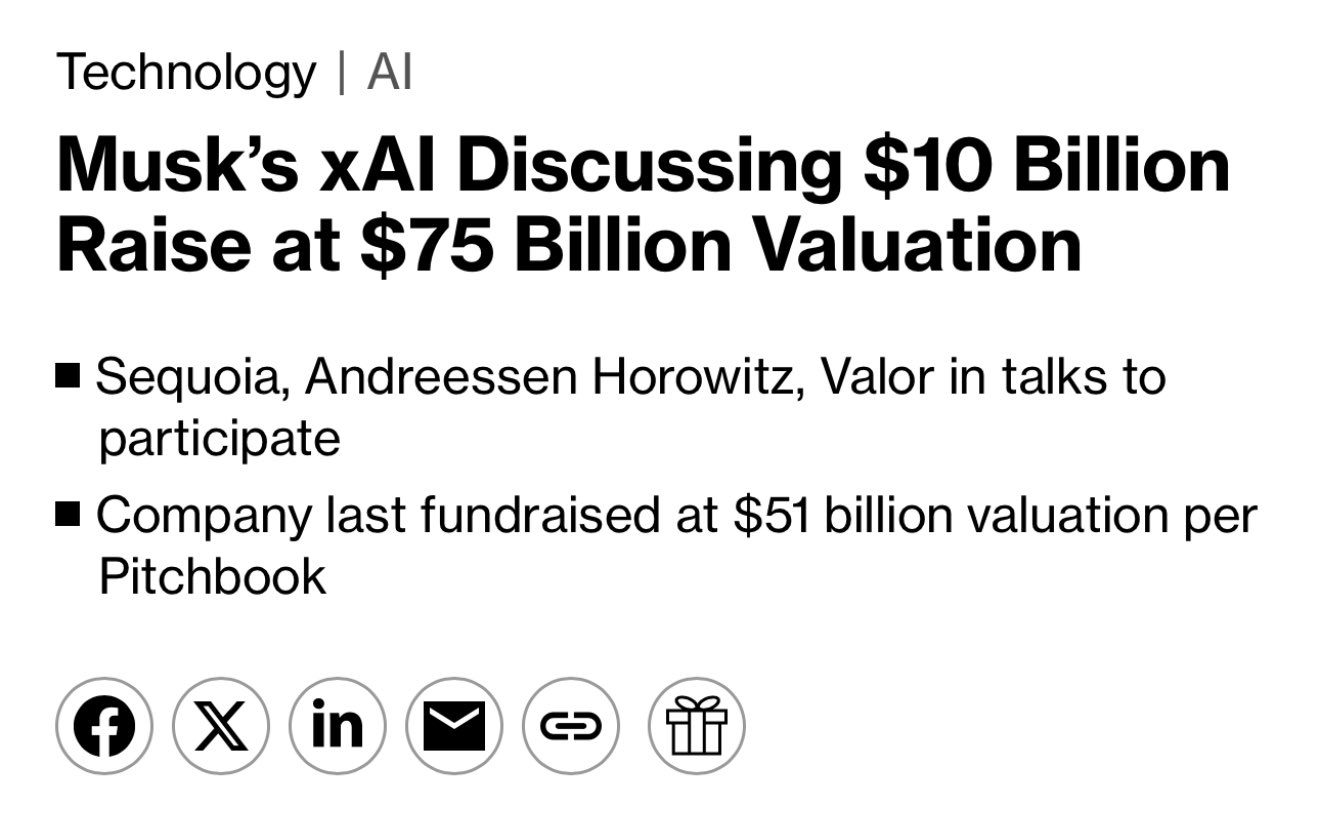 Technology | AI
Musk’s xAI Discussing $10 Billion
Raise at $75 Billion Valuation
■ Sequoia, Andreessen Horowitz, Valor in talks to
participate
■ Company last fundraised at $51 billion valuation per
Pitchbook